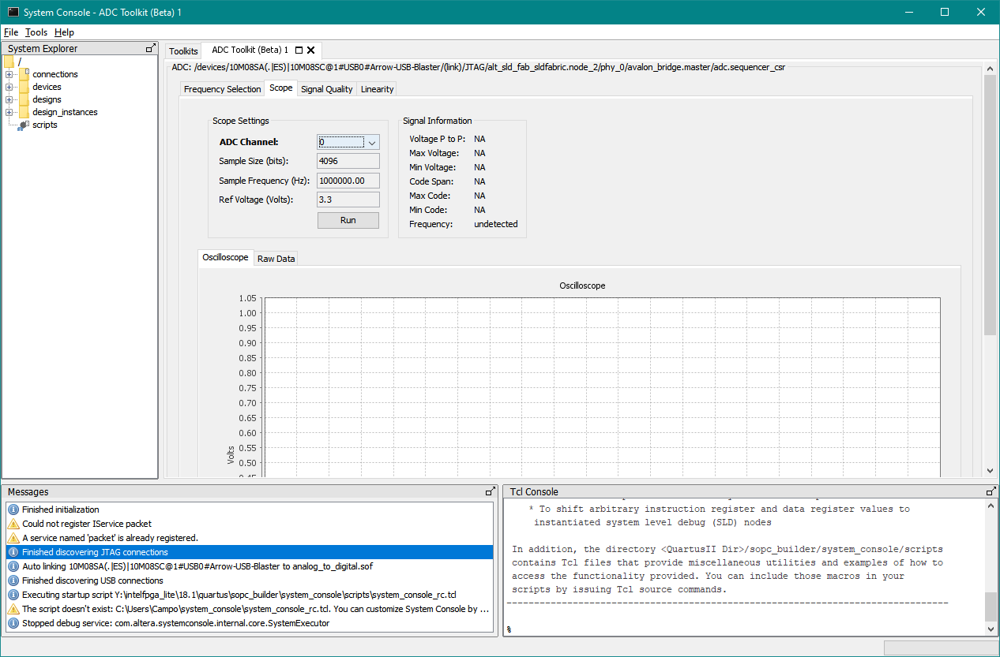 System Console - ADC Toolkit (Beta) 1
File Tools Help
System Explorer
/
connections
devices
designs
design_instances
scripts
Toolkits
ADC Toolkit (Beta) 1
ADC: /devices/10M08SA(.|ES)|10M08SC@1#USB0#Arrow-USB-Blaster/(link)/JTAG/alt_sld_fab_sldfabric.node_2/phy_0/avalon_bridge.master/adc.sequencer_csr
Frequency Selection
Scope
Signal Quality
Linearity
Scope Settings
ADC Channel: 0
Sample Size (bits): 4096
Sample Frequency (Hz): 1000000.00
Ref Voltage (Volts): 3.3
Run
Signal Information
Voltage P to P: NA
Max Voltage: NA
Min Voltage: NA
Code Span: NA
Max Code: NA
Min Code: NA
Frequency: undetected
Oscilloscope
Raw Data
Oscilloscope
1.05
1.00
0.95
0.90
0.85
0.80
0.75
0.70
0.65
0.60
0.55
0.50
0.45
Volts
Messages
Finished initialization
Could not register IService packet
A service named 'packet' is already registered.
Finished discovering JTAG connections
Auto linking 10M08SA(.|ES)|10M08SC@1#USB0#Arrow-USB-Blaster to analog_to_digital.sof
Finished discovering USB connections
Executing startup script Y:\intelfpga_lite\18.1\quartus\sopc_builder\system_console\scripts\system_console_rc.tcl
The script doesn't exist: C:\Users\Campo\system_console\system_console_rc.tcl. You can customize System Console by ...
Stopped debug service: com.altera.systemconsole.internal.core.SystemExecutor
Tcl Console
* To shift arbitrary instruction register and data register values to
instantiated system level debug (SLD) nodes
In addition, the directory <QuartusII Dir>/sopc_builder/system_console/scripts
contains Tcl files that provide miscellaneous utilities and examples of how to
access the functionality provided. You can include those macros in your
scripts by issuing Tcl source commands.
--------------------------------------------------------------------------------
%